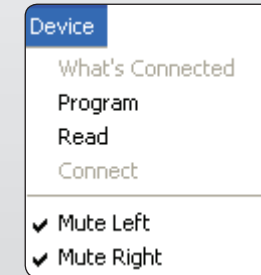 Device
What's Connected
Program
Read
Connect
Mute Left
Mute Right